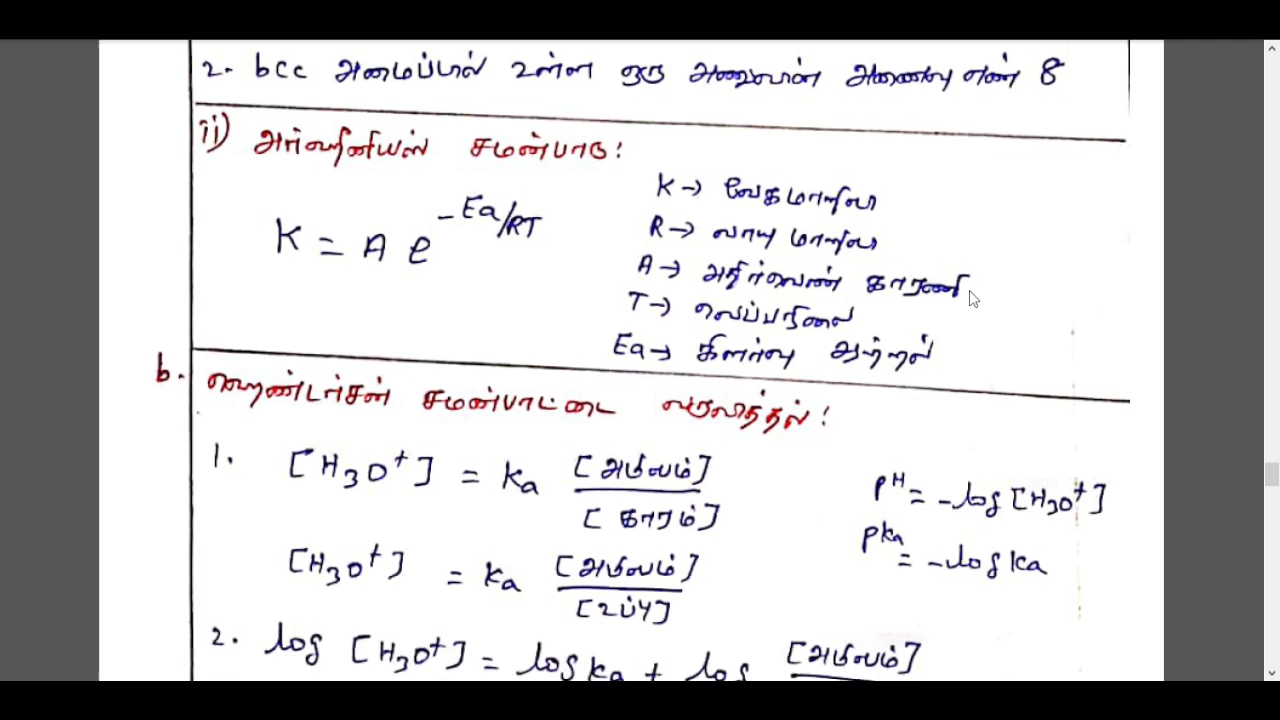 2. bcc அமைப்பில் உள்ள ஒரு அணுவின் அணைவு எண் 8
ii) அர்ஹீனியஸ் சமன்பாடு:
K = A e^-Ea/RT
K → வேகமாறிலி
R → வாயு மாறிலி
A → அதிர்வெண் காரணி
T → வெப்பநிலை
Ea → கிளர்வு ஆற்றல்
b. ஹைண்டர்சன் சமன்பாட்டை வருவித்தல்:
1. [H₃O⁺] = Ka [அமிலம்] / [காரம்]
pH = -log [H₃O⁺]
pka = -log Ka
[H₃O⁺] = Ka [அமிலம்] / [உப்பு]
2. log [H₃O⁺] = log Ka + log [அமிலம்]